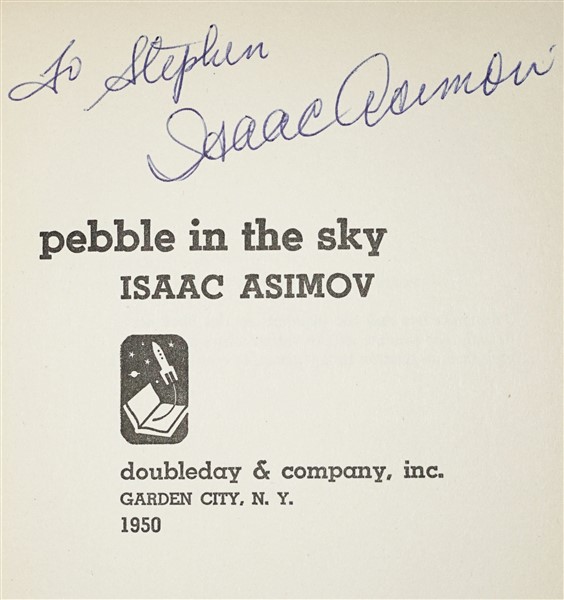 To Stephen
Isaac Asimov
pebble in the sky
ISAAC ASIMOV
doubleday & company, inc.
GARDEN CITY, N. Y.
1950